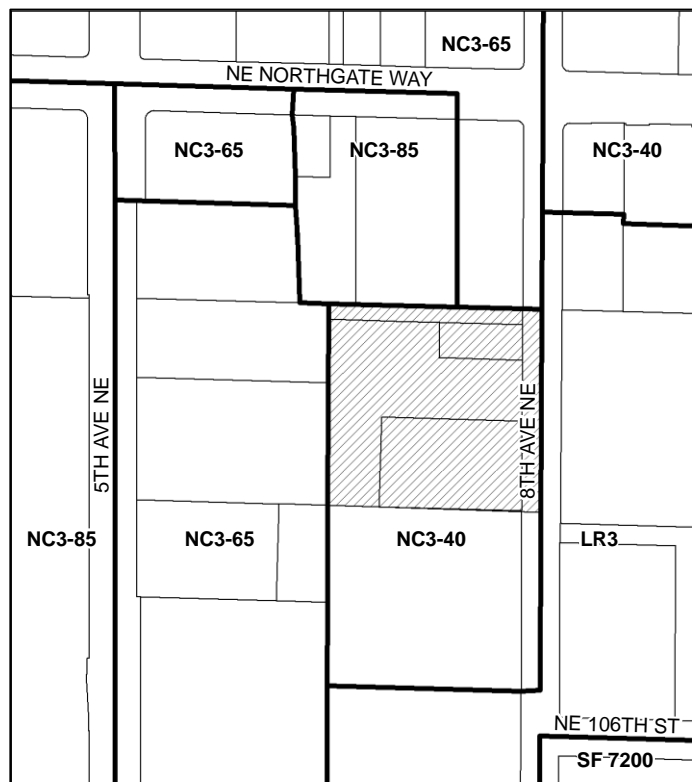 NC3-65
NE NORTHGATE WAY
NC3-65
NC3-85
NC3-40
5TH AVE NE
8TH AVE NE
NC3-85
NC3-65
NC3-40
LR3
NE 106TH ST
SF 7200